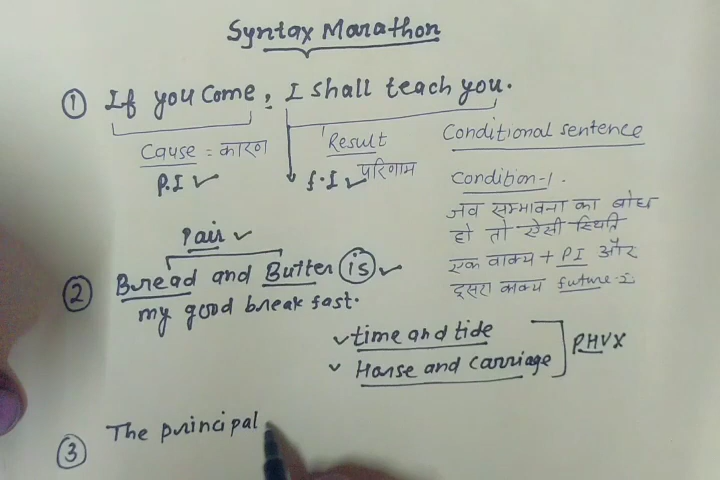 Syntax Marathon
① If you come, I shall teach you.
Cause = कारण
P.I ✓
Result
परिणाम
f.I ✓
Conditional sentence
Condition-1.
जब सम्भावना का बोध
हो तो ऐसी स्थिति
एक वाक्य + PI और
दूसरा वाक्य future-I
Pair ✓
② Bread and Butter is ✓
my good break fast.
✓ time and tide
✓ Horse and carriage
PHVX
③ The principal